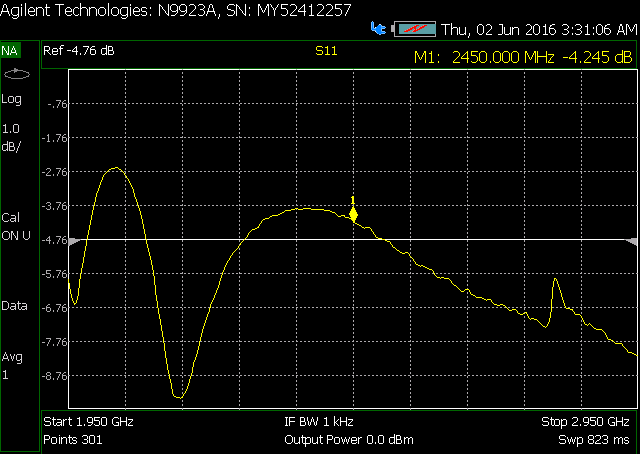 Agilent Technologies: N9923A, SN: MY52412257
Thu, 02 Jun 2016 3:31:06 AM
NA
Ref -4.76 dB
S11
M1: 2450.000 MHz -4.245 dB
Log
1.0
dB/
Cal
ON U
Data
Avg
1
-.76
-1.76
-2.76
-3.76
-4.76
-5.76
-6.76
-7.76
-8.76
1
Start 1.950 GHz
IF BW 1 kHz
Stop 2.950 GHz
Points 301
Output Power 0.0 dBm
Swp 823 ms